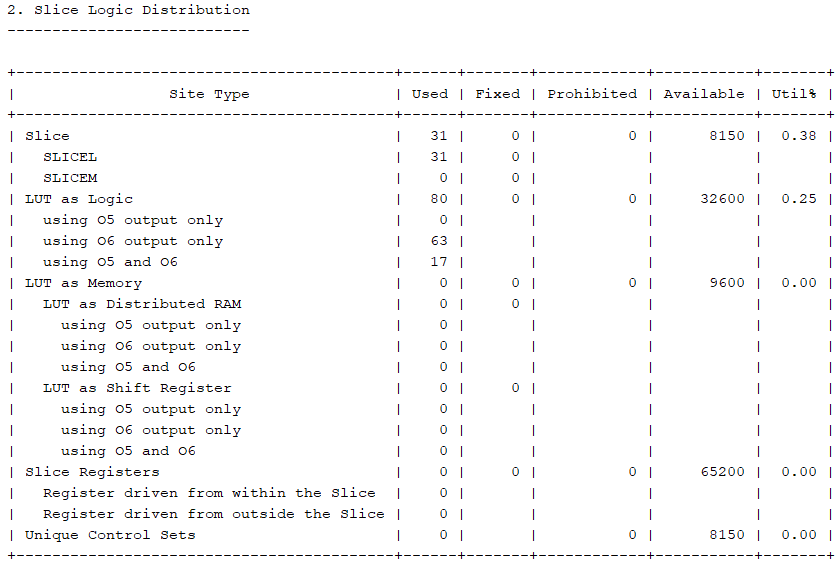 2. Slice Logic Distribution
---------------------------

+------------------------------------------+------+-------+------------+-----------+-------+
|                 Site Type                | Used | Fixed | Prohibited | Available | Util% |
+------------------------------------------+------+-------+------------+-----------+-------+
| Slice                                    |   31 |     0 |          0 |      8150 |  0.38 |
|   SLICEL                                 |   31 |     0 |            |           |       |
|   SLICEM                                 |    0 |     0 |            |           |       |
| LUT as Logic                             |   80 |     0 |          0 |     32600 |  0.25 |
|   using O5 output only                   |    0 |       |            |           |       |
|   using O6 output only                   |   63 |       |            |           |       |
|   using O5 and O6                        |   17 |       |            |           |       |
| LUT as Memory                            |    0 |     0 |          0 |      9600 |  0.00 |
|   LUT as Distributed RAM                 |    0 |     0 |            |           |       |
|     using O5 output only                 |    0 |       |            |           |       |
|     using O6 output only                 |    0 |       |            |           |       |
|     using O5 and O6                      |    0 |       |            |           |       |
|   LUT as Shift Register                  |    0 |     0 |            |           |       |
|     using O5 output only                 |    0 |       |            |           |       |
|     using O6 output only                 |    0 |       |            |           |       |
|     using O5 and O6                      |    0 |       |            |           |       |
| Slice Registers                          |    0 |     0 |          0 |     65200 |  0.00 |
|   Register driven from within the Slice  |    0 |       |            |           |       |
|   Register driven from outside the Slice |    0 |       |            |           |       |
| Unique Control Sets                      |    0 |       |          0 |      8150 |  0.00 |
+------------------------------------------+------+-------+------------+-----------+-------+